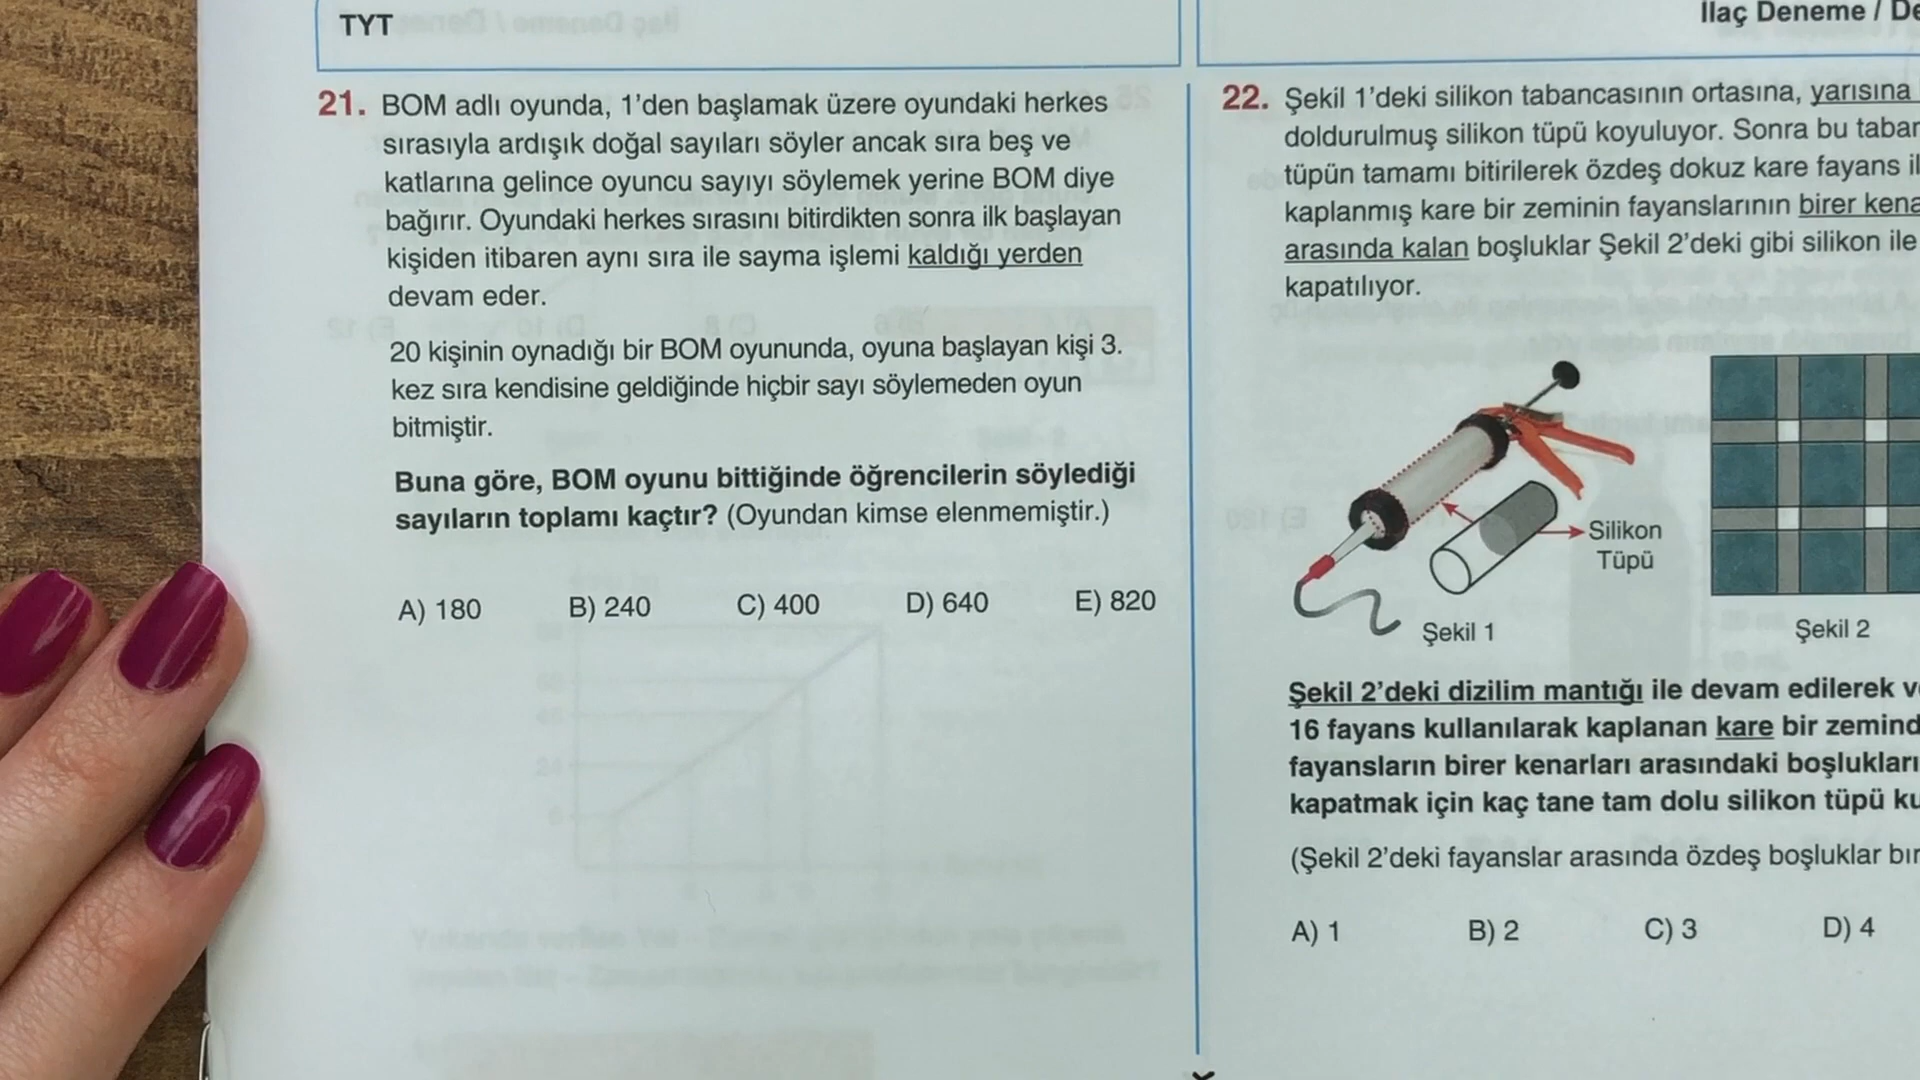 TYT
21. BOM adlı oyunda, 1’den başlamak üzere oyundaki herkes
sırasıyla ardışık doğal sayıları söyler ancak sıra beş ve
katlarına gelince oyuncu sayıyı söylemek yerine BOM diye
bağırır. Oyundaki herkes sırasını bitirdikten sonra ilk başlayan
kişiden itibaren aynı sıra ile sayma işlemi kaldığı yerden
devam eder.
20 kişinin oynadığı bir BOM oyununda, oyuna başlayan kişi 3.
kez sıra kendisine geldiğinde hiçbir sayı söylemeden oyun
bitmiştir.
Buna göre, BOM oyunu bittiğinde öğrencilerin söylediği
sayıların toplamı kaçtır? (Oyundan kimse elenmemiştir.)
A) 180 B) 240 C) 400 D) 640 E) 820
İlaç Deneme /
22. Şekil 1’deki silikon tabancasının ortasına, yarısına
doldurulmuş silikon tüpü koyuluyor. Sonra bu
tüpün tamamı bitirilerek özdeş dokuz kare fayans
kaplanmış kare bir zeminin fayanslarının birer
arasında kalan boşluklar Şekil 2’deki gibi silikon ile
kapatılıyor.
Silikon
Tüpü
Şekil 1
Şekil 2
Şekil 2’deki dizilim mantığı ile devam edilerek
16 fayans kullanılarak kaplanan kare bir
fayansların birer kenarları arasındaki
kapatmak için kaç tane tam dolu silikon tüpü
(Şekil 2’deki fayanslar arasında özdeş boşluklar
A) 1 B) 2 C) 3 D) 4